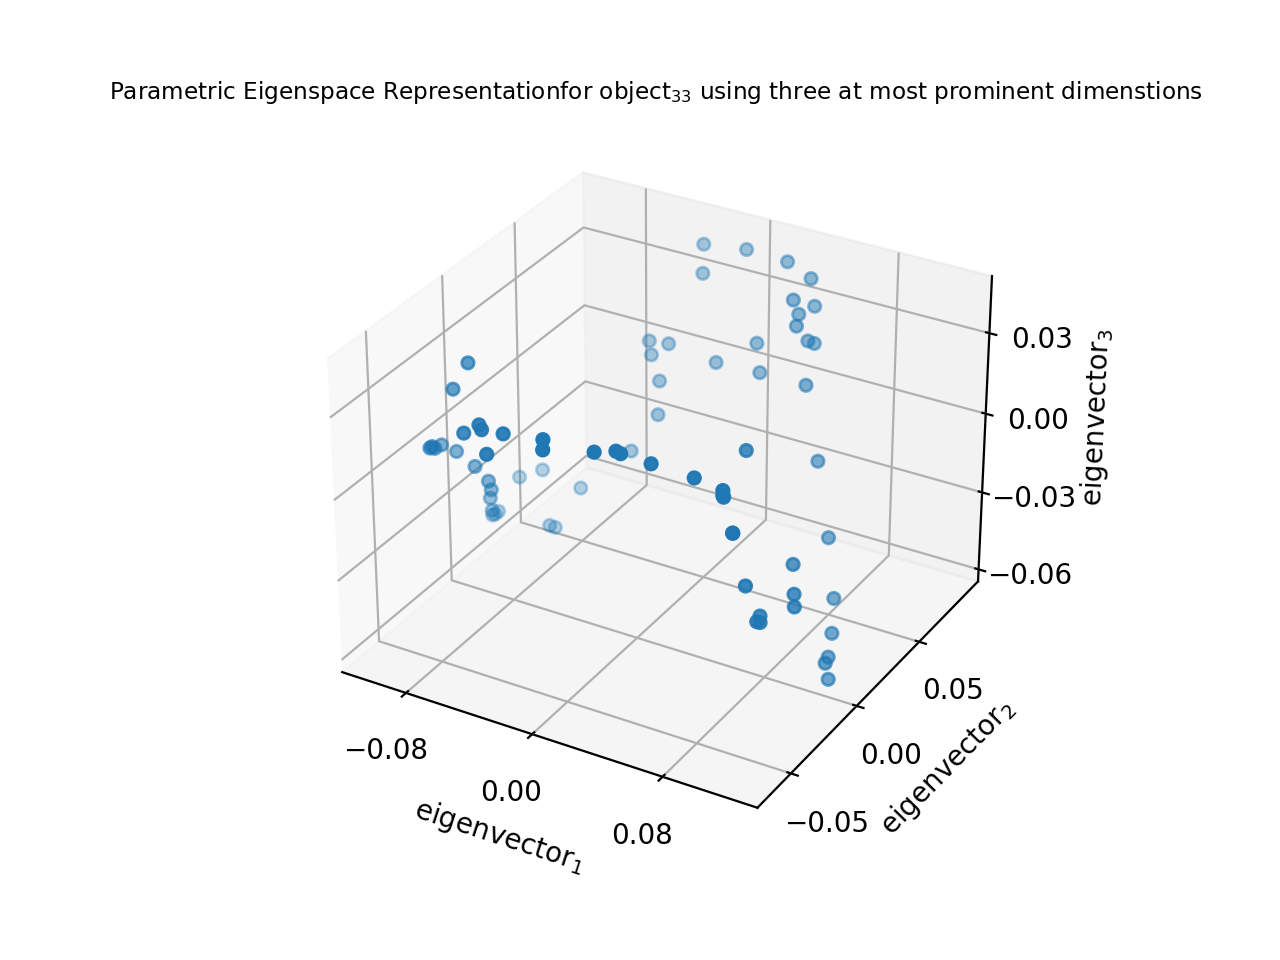 Parametric Eigenspace Representationfor object₃₃ using three at most prominent dimenstions
0.03
0.00
−0.03
−0.06
eigenvector₃
0.05
0.00
−0.05
eigenvector₂
−0.08
0.00
0.08
eigenvector₁